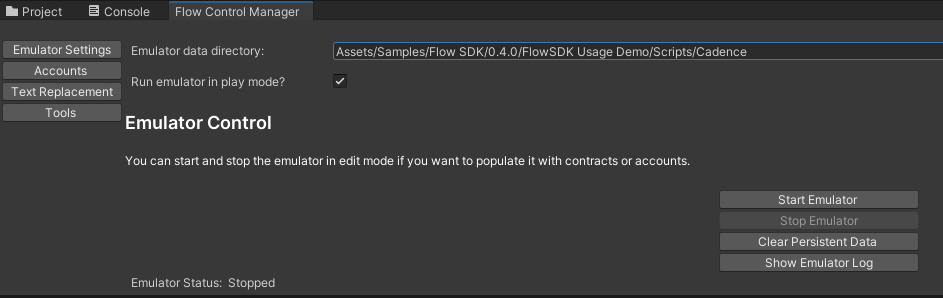 Project
Console
Flow Control Manager
Emulator Settings
Accounts
Text Replacement
Tools
Emulator data directory:
Assets/Samples/Flow SDK/0.4.0/FlowSDK Usage Demo/Scripts/Cadence
Run emulator in play mode?
Emulator Control
You can start and stop the emulator in edit mode if you want to populate it with contracts or accounts.
Start Emulator
Stop Emulator
Clear Persistent Data
Show Emulator Log
Emulator Status: Stopped